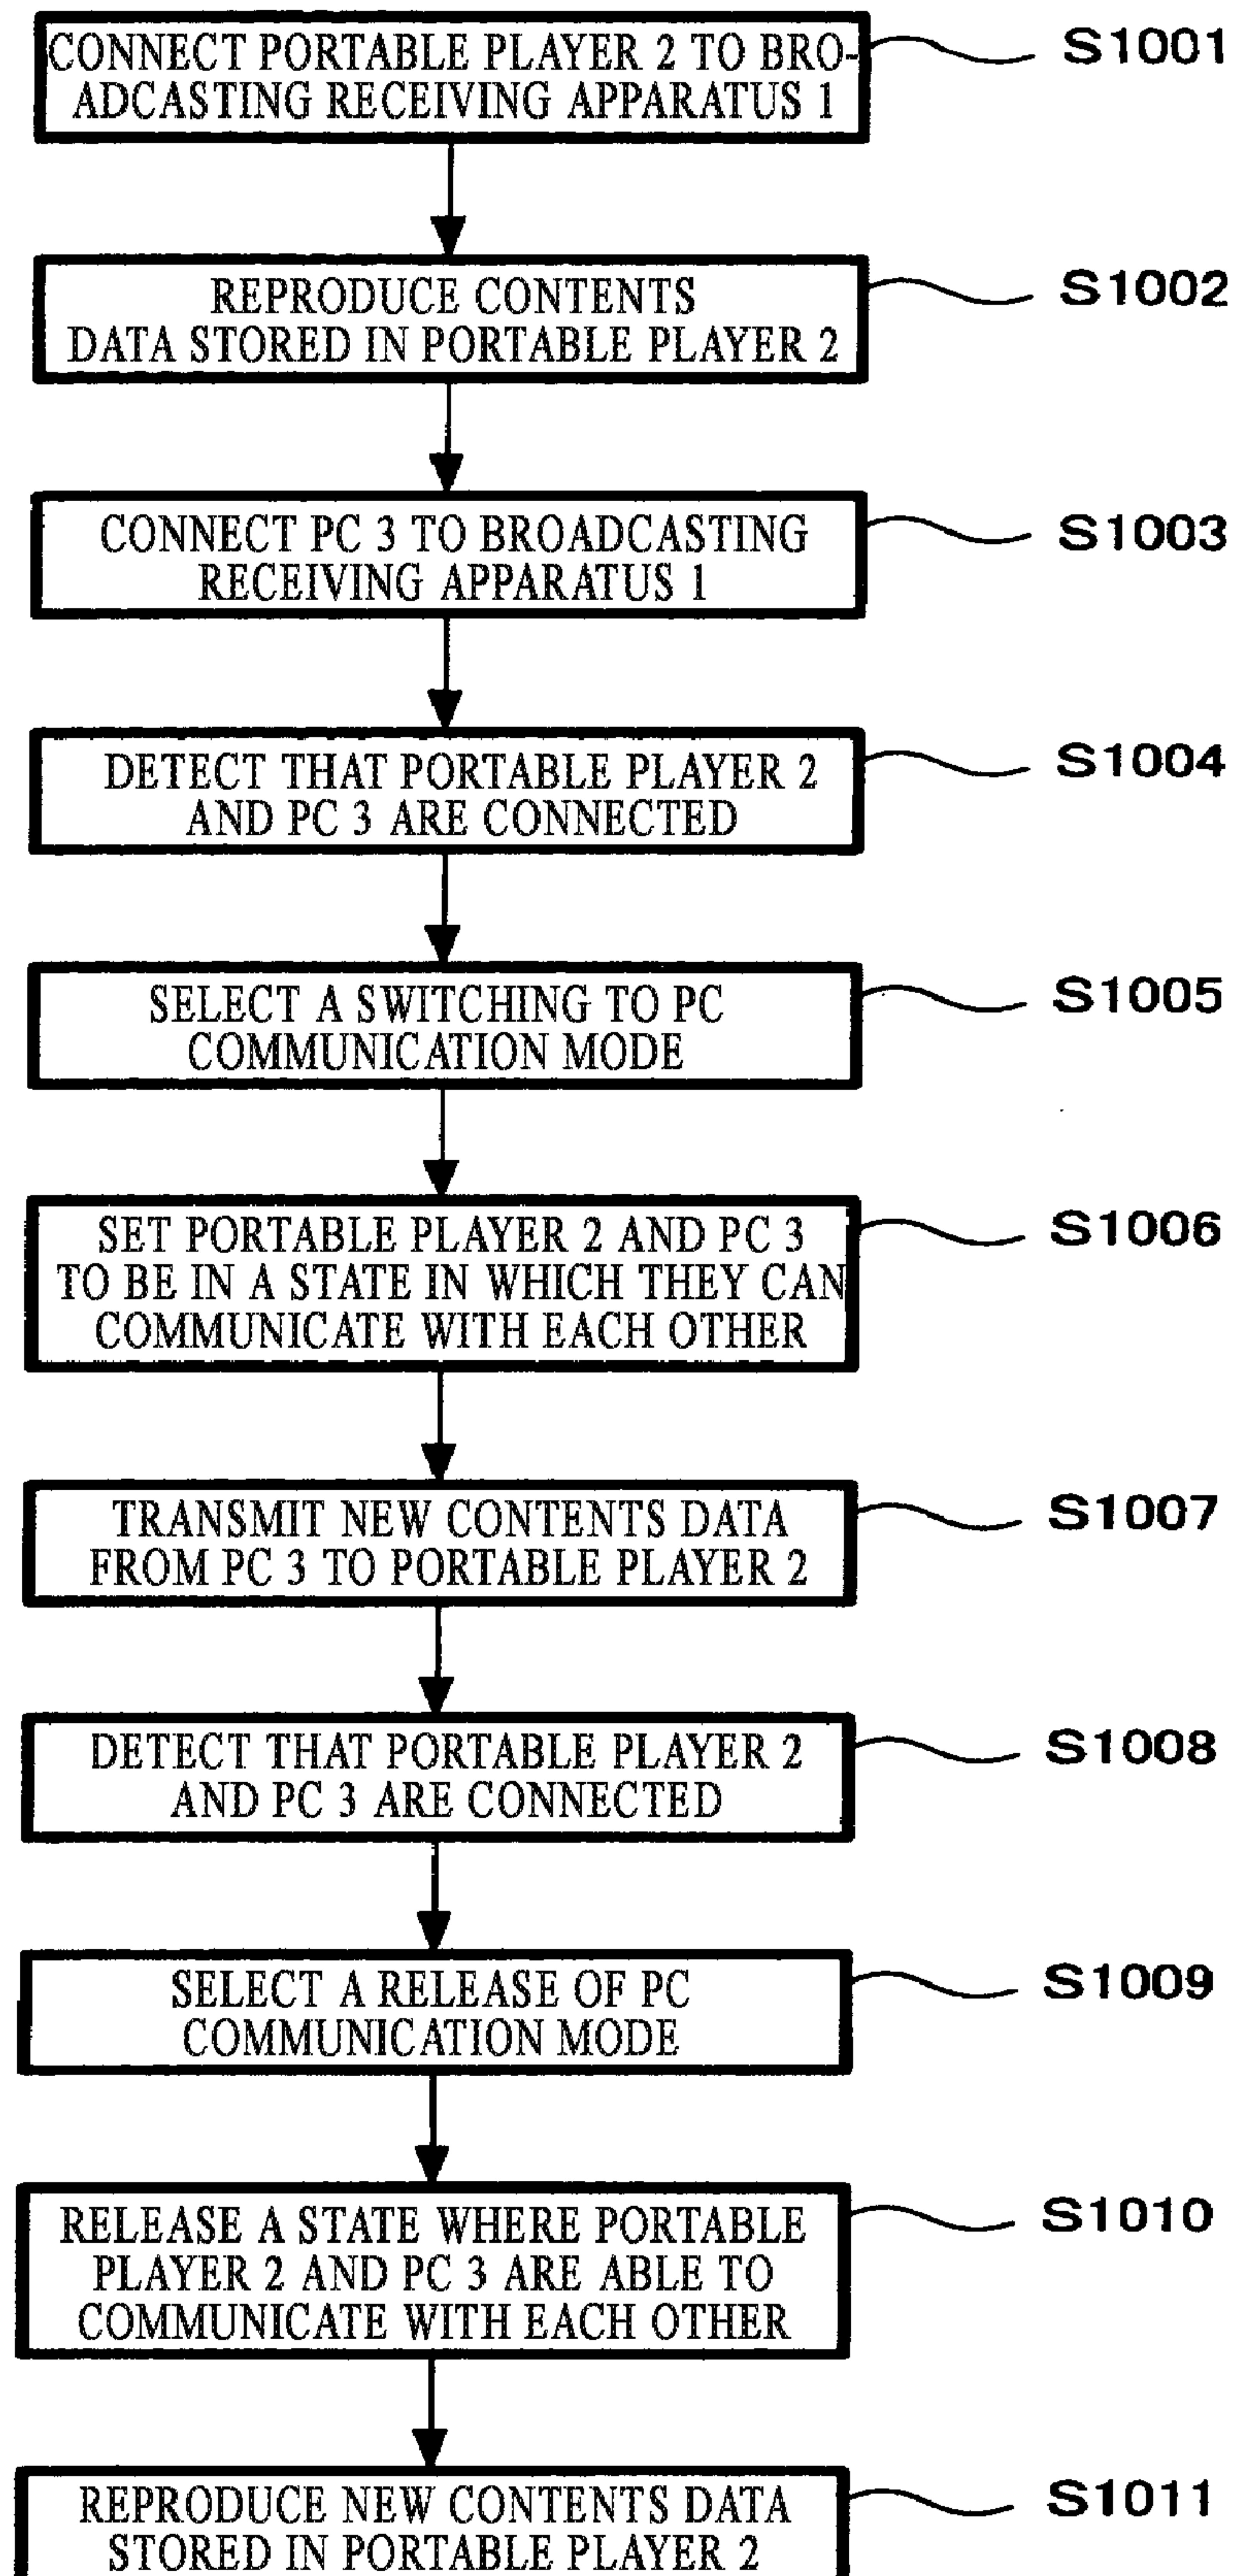 CONNECT PORTABLE PLAYER 2 TO BRO-
ADCASTING RECEIVING APPARATUS 1
S1001
REPRODUCE CONTENTS
DATA STORED IN PORTABLE PLAYER 2
S1002
CONNECT PC 3 TO BROADCASTING
RECEIVING APPARATUS 1
S1003
DETECT THAT PORTABLE PLAYER 2
AND PC 3 ARE CONNECTED
S1004
SELECT A SWITCHING TO PC
COMMUNICATION MODE
S1005
SET PORTABLE PLAYER 2 AND PC 3
TO BE IN A STATE IN WHICH THEY CAN
COMMUNICATE WITH EACH OTHER
S1006
TRANSMIT NEW CONTENTS DATA
FROM PC 3 TO PORTABLE PLAYER 2
S1007
DETECT THAT PORTABLE PLAYER 2
AND PC 3 ARE CONNECTED
S1008
SELECT A RELEASE OF PC
COMMUNICATION MODE
S1009
RELEASE A STATE WHERE PORTABLE
PLAYER 2 AND PC 3 ARE ABLE TO
COMMUNICATE WITH EACH OTHER
S1010
REPRODUCE NEW CONTENTS DATA
STORED IN PORTABLE PLAYER 2
S1011